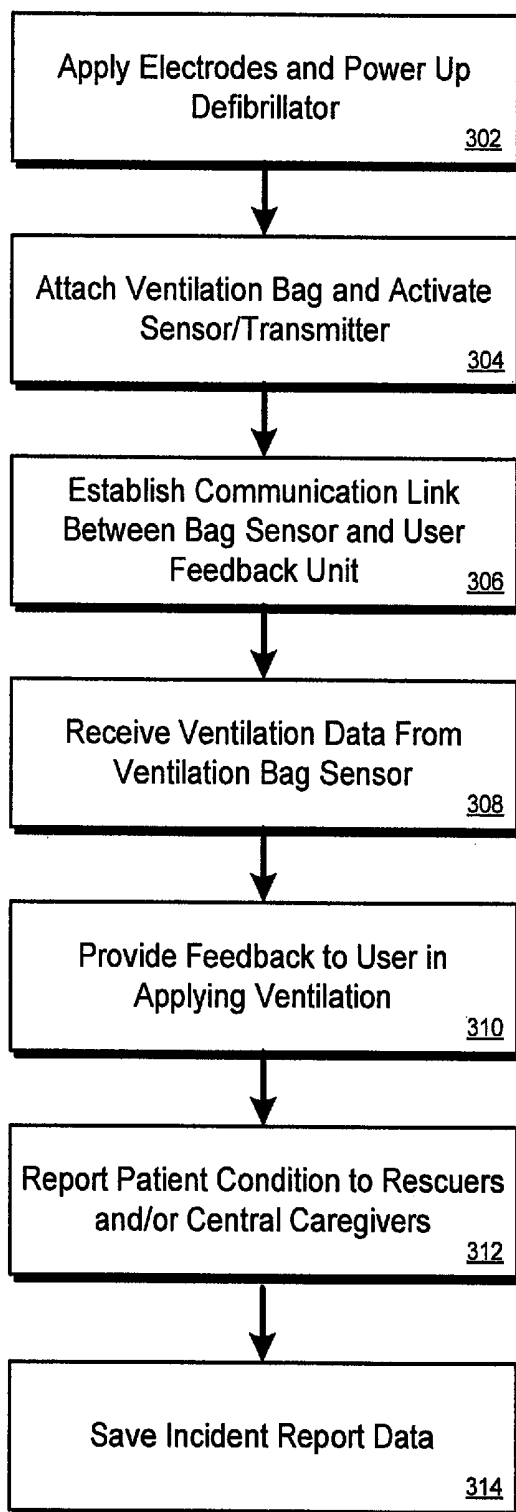 Apply Electrodes and Power Up
Defibrillator
302
Attach Ventilation Bag and Activate
Sensor/Transmitter
304
Establish Communication Link
Between Bag Sensor and User
Feedback Unit
306
Receive Ventilation Data From
Ventilation Bag Sensor
308
Provide Feedback to User in
Applying Ventilation
310
Report Patient Condition to Rescuers
and/or Central Caregivers
312
Save Incident Report Data
314